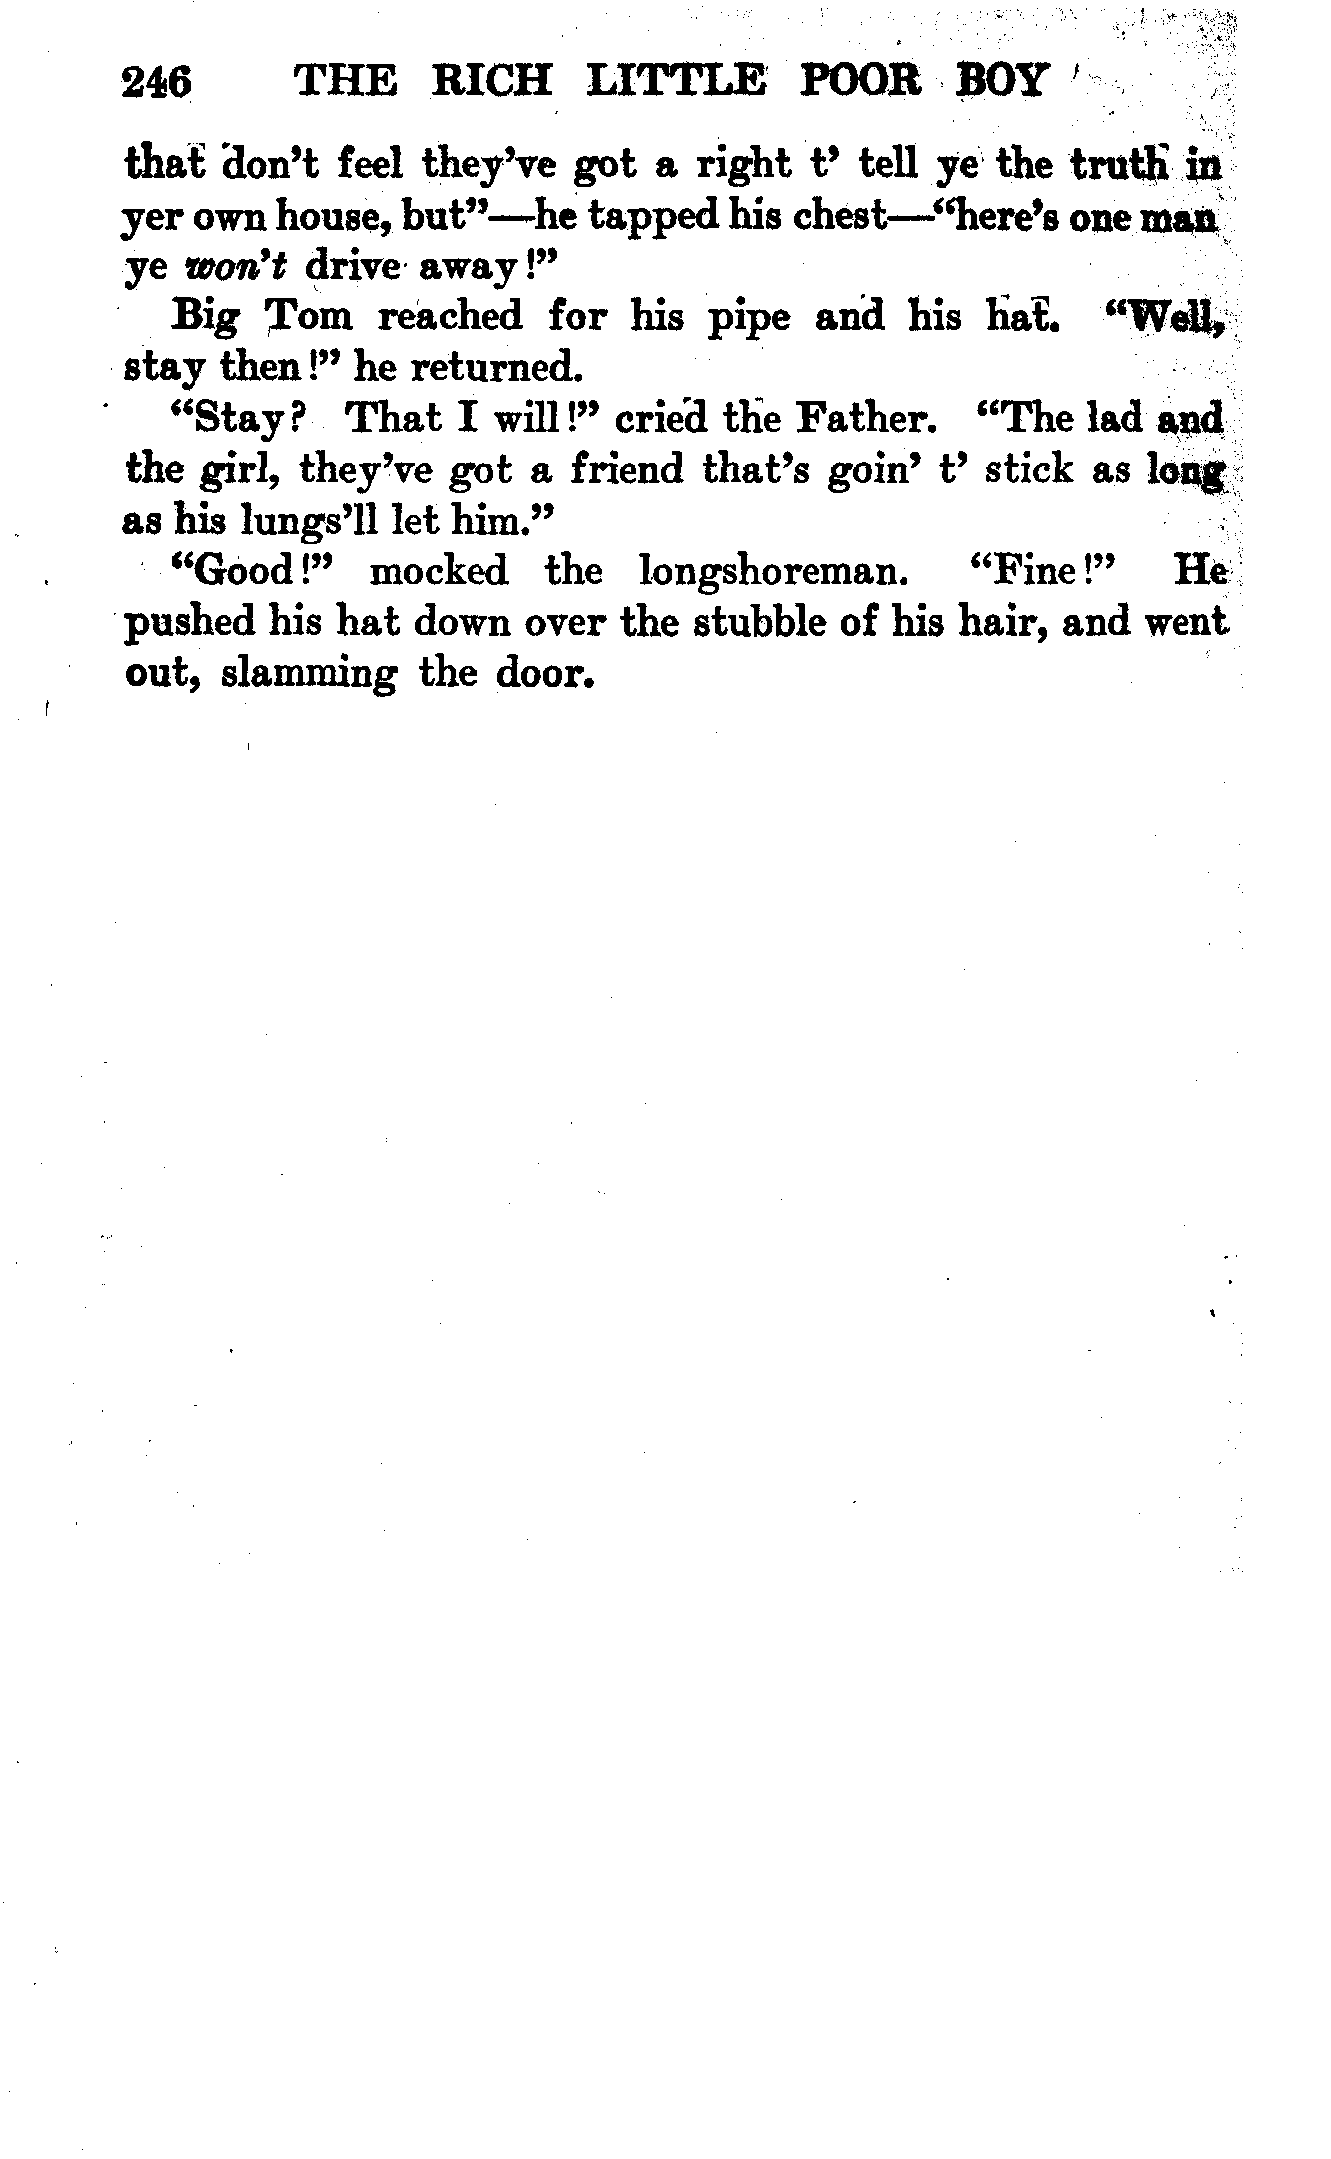 246 THE RICH LITTLE POOR BOY
that don't feel they've got a right t' tell ye the truth in
yer own house, but"—he tapped his chest—"here's one man
ye won't drive away!"
Big Tom reached for his pipe and his hat. "Well,
stay then!" he returned.
"Stay? That I will!" cried the Father. "The lad and
the girl, they've got a friend that's goin' t' stick as long
as his lungs'll let him."
"Good!" mocked the longshoreman. "Fine!" He
pushed his hat down over the stubble of his hair, and went
out, slamming the door.